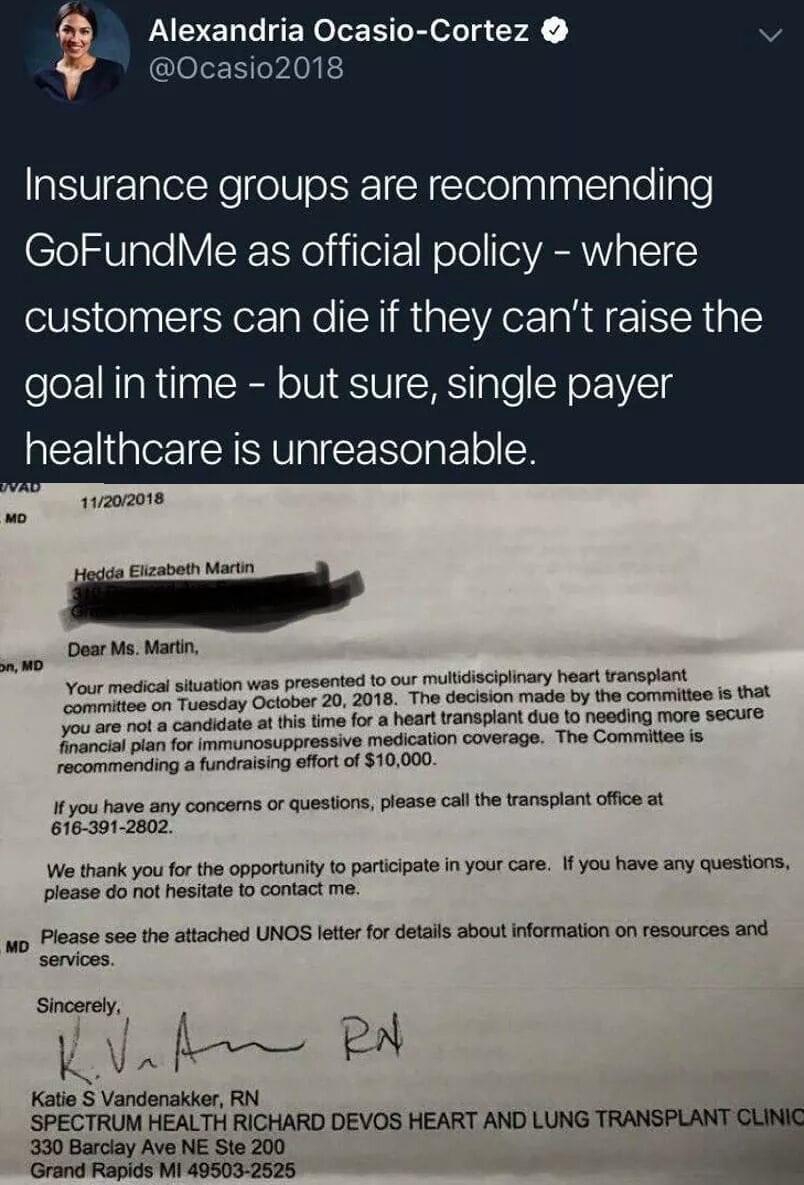 Alexandria Ocasio-Cortez
@Ocasio2018
Insurance groups are recommending
GoFundMe as official policy – where
customers can die if they can't raise the
goal in time – but sure, single payer
healthcare is unreasonable.
MD
11/20/2018
Hedda Elizabeth Martin
Dear Ms. Martin,
on, MD
Your medical situation was presented to our multidisciplinary heart transplant
committee on Tuesday October 20, 2018. The decision made by the committee is that
you are not a candidate at this time for a heart transplant due to needing more secure
financial plan for immunosuppressive medication coverage. The Committee is
recommending a fundraising effort of $10,000.
If you have any concerns or questions, please call the transplant office at
616-391-2802.
We thank you for the opportunity to participate in your care. If you have any questions,
please do not hesitate to contact me.
MD
Please see the attached UNOS letter for details about information on resources and
services.
Sincerely,
RN
Katie S Vandenakker, RN
SPECTRUM HEALTH RICHARD DEVOS HEART AND LUNG TRANSPLANT CLINIC
330 Barclay Ave NE Ste 200
Grand Rapids MI 49503-2525